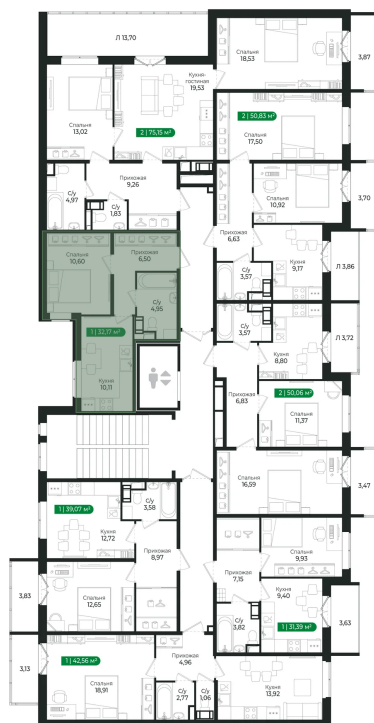 Л 13,70
Спальня
18,53
3,87
Кухня-
гостиная
19,53
Спальня
13,02
2 | 75,15 м²
2 | 50,83 м²
Спальня
17,50
Прихожая
9,26
С/у
4,97
С/у
1,83
Спальня
10,92
3,70
Прихожая
6,63
Спальня
10,60
Прихожая
6,50
Кухня
9,17
Л 3,86
С/у
3,57
С/у
4,95
С/у
3,57
Л 3,72
1 | 32,17 м²
Кухня
8,80
Кухня
10,11
Прихожая
6,83
2 | 50,06 м²
Спальня
11,37
Спальня
16,59
3,47
1 | 39,07 м²
С/у
3,58
Кухня
12,72
Прихожая
8,97
Спальня
9,93
Прихожая
7,15
3,83
Спальня
12,65
Кухня
9,40
С/у
3,82
1 | 31,39 м²
3,63
1 | 42,56 м²
3,13
Спальня
18,91
Прихожая
4,96
С/у
2,77
С/у
1,06
Кухня
13,92